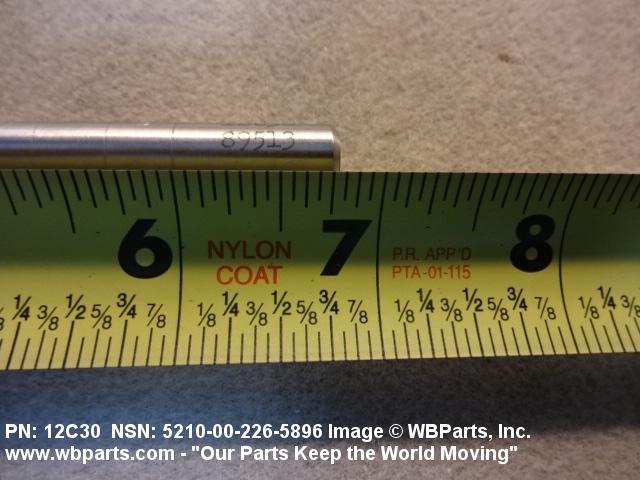 89513
6 NYLON COAT 7 P.R. APP'D PTA-01-115 8
1/4 3/8 1/2 5/8 3/4 7/8 1/8 1/4 3/8 1/2 5/8 3/4 7/8 1/8 1/4 3/8 1/2 5/8 3/4 7/8 1/8 1/4 3/8
PN: 12C30 NSN: 5210-00-226-5896 Image © WBParts, Inc.
www.wbparts.com - "Our Parts Keep the World Moving"